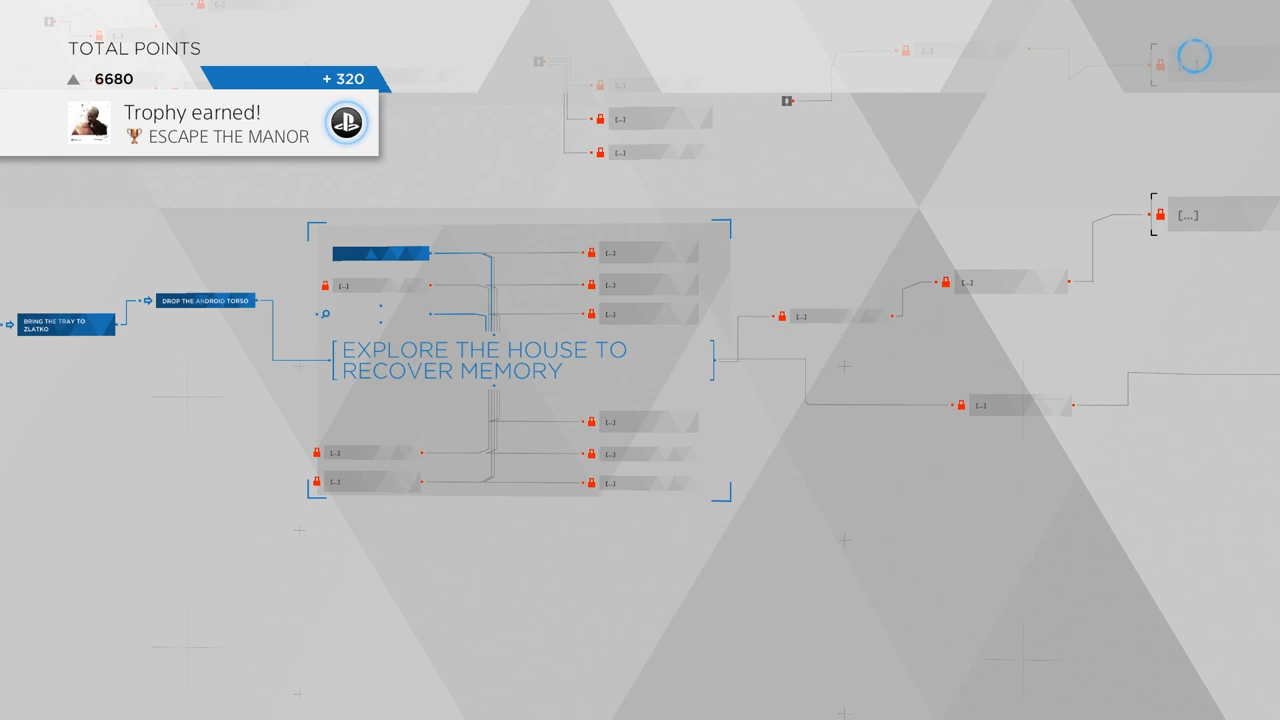 TOTAL POINTS
6680
+ 320
Trophy earned!
ESCAPE THE MANOR
[...]
[...]
[...]
[...]
[...]
[...]
[...]
[...]
[...]
[...]
DROP THE ANDROID TORSO
[...]
[...]
BRING THE TRAY TO
ZLATKO
EXPLORE THE HOUSE TO
RECOVER MEMORY
[...]
[...]
[...]
[...]
[...]
[...]